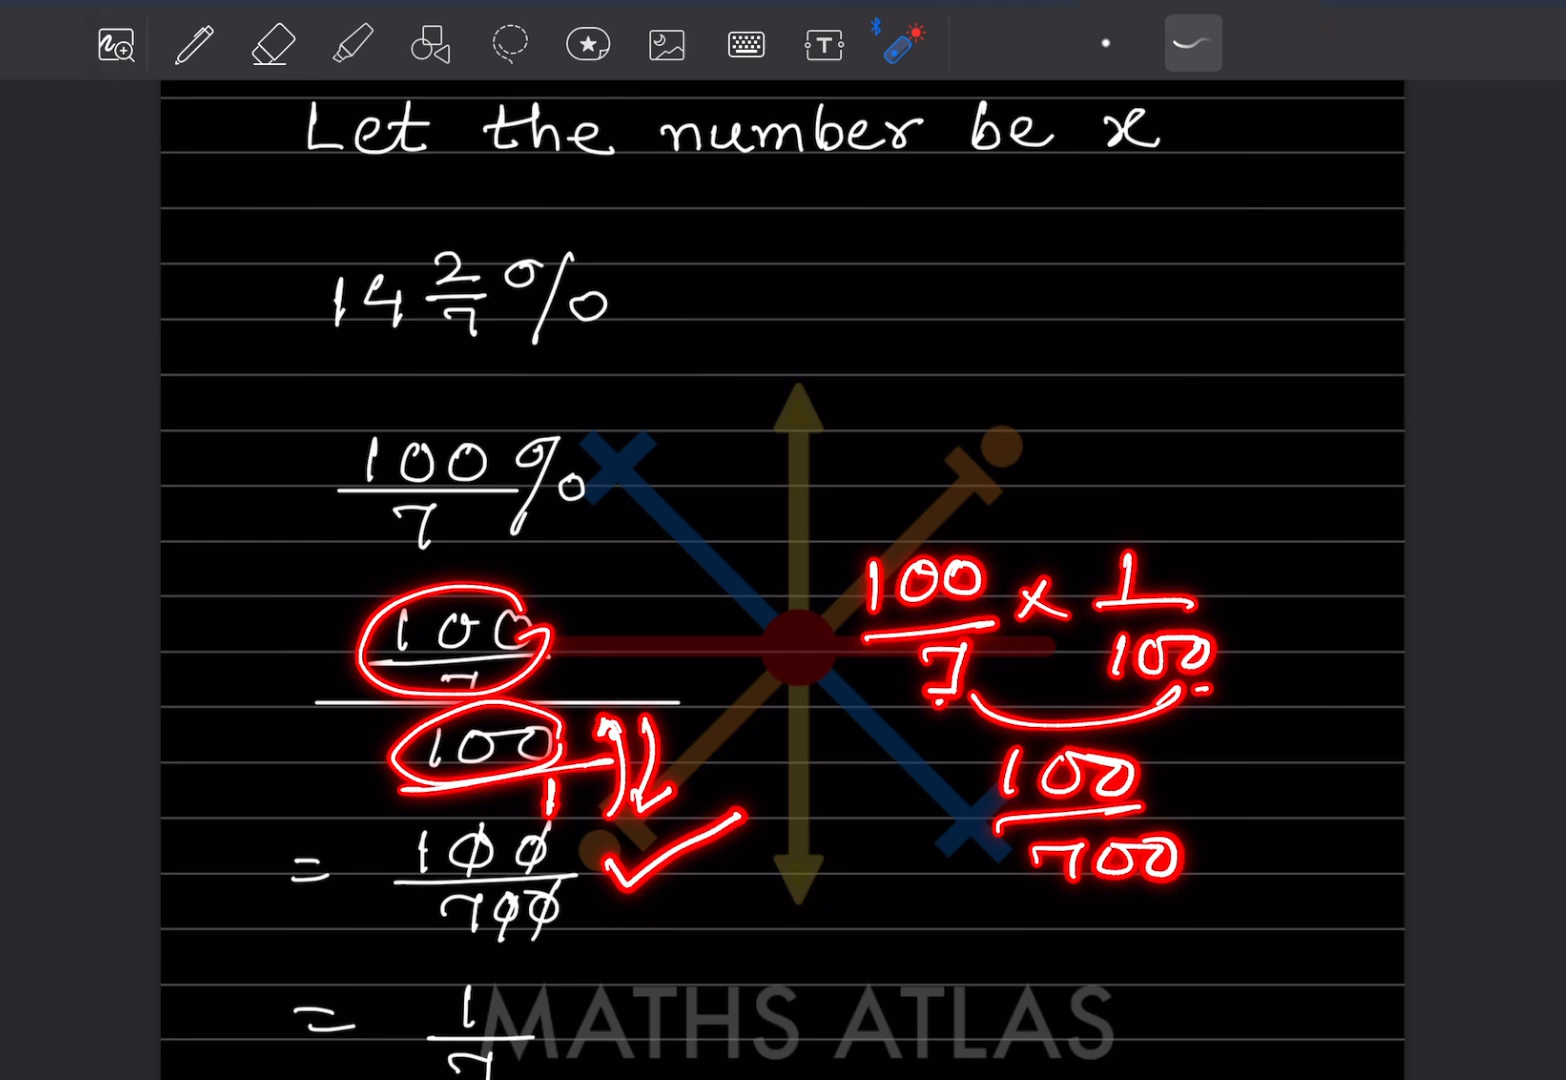 Let the number be x
14 2/7 %
100/7 %
100/7
100
1
100/7 × 1/100
100/700
= 100/700
= 1/7
MATHS ATLAS
T